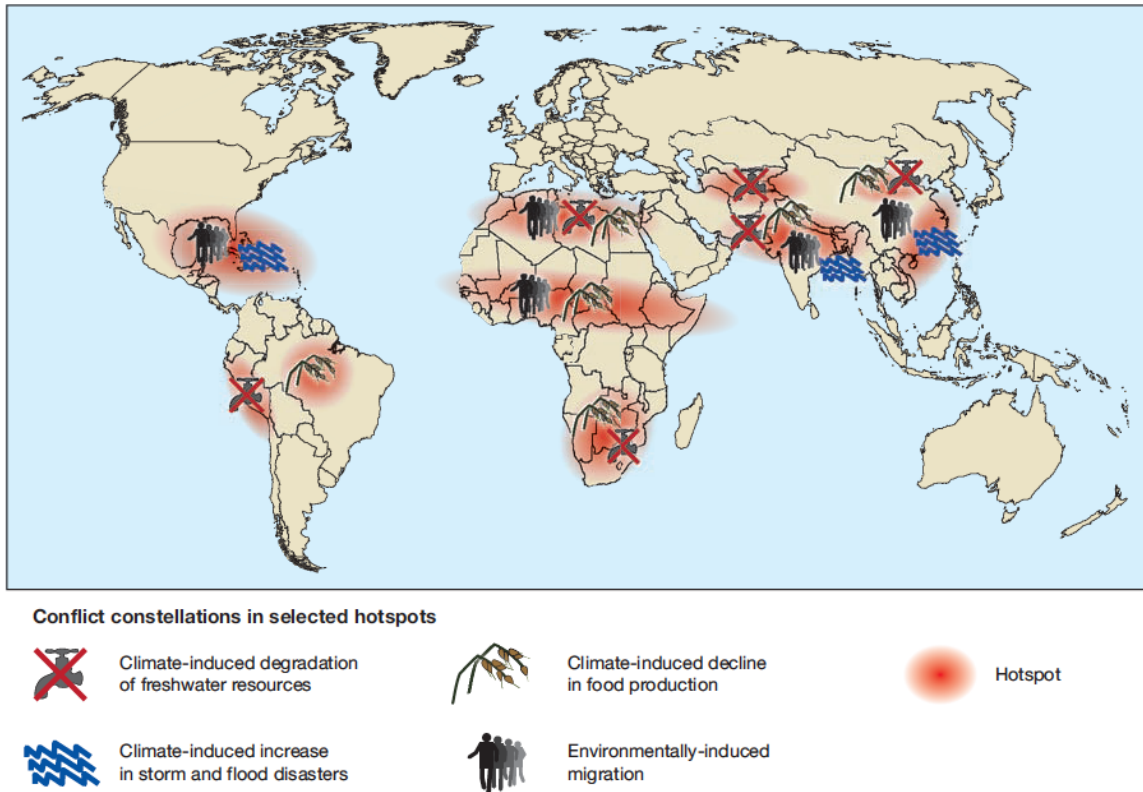 Conflict constellations in selected hotspots
Climate-induced degradation
of freshwater resources
Climate-induced decline
in food production
Hotspot
Climate-induced increase
in storm and flood disasters
Environmentally-induced
migration